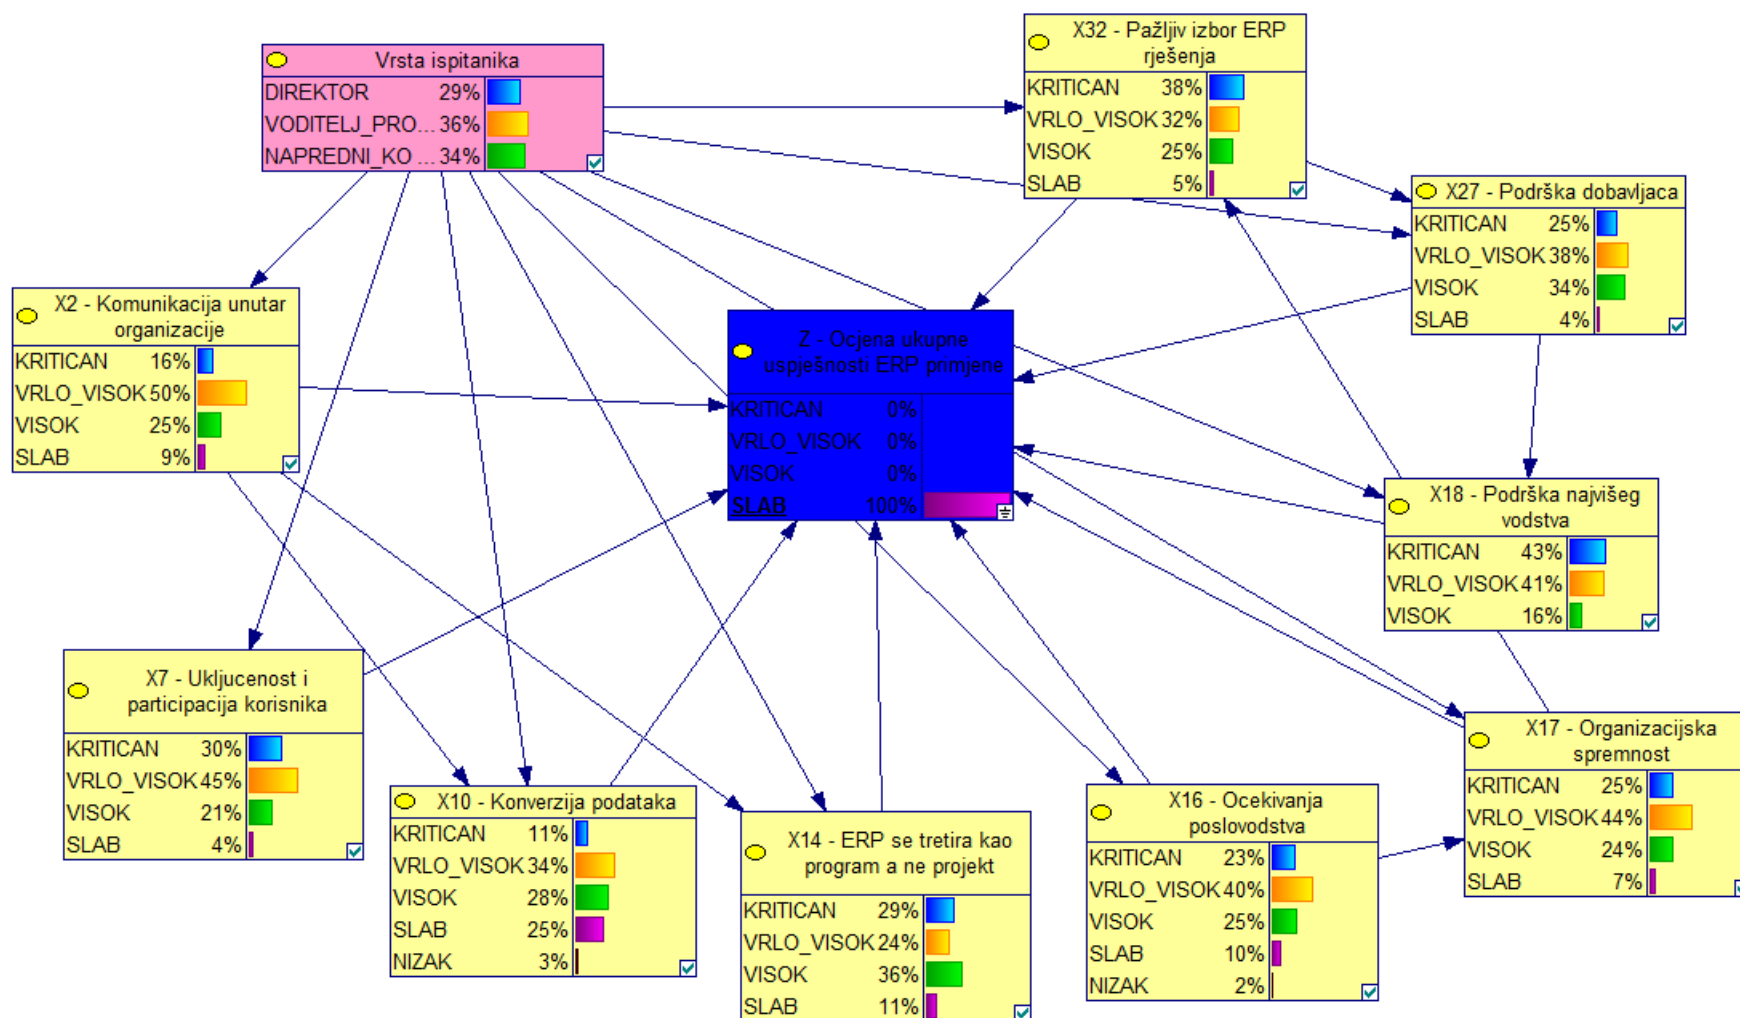 Vrsta ispitanika
DIREKTOR 29%
VODITELJ_PRO... 36%
NAPREDNI_KO ... 34%
X32 - Pažljiv izbor ERP
rješenja
KRITICAN 38%
VRLO_VISOK 32%
VISOK 25%
SLAB 5%
X27 - Podrška dobavljaca
KRITICAN 25%
VRLO_VISOK 38%
VISOK 34%
SLAB 4%
X2 - Komunikacija unutar
organizacije
KRITICAN 16%
VRLO_VISOK 50%
VISOK 25%
SLAB 9%
Z - Ocjena ukupne
uspješnosti ERP primjene
KRITICAN 0%
VRLO_VISOK 0%
VISOK 0%
SLAB 100%
X18 - Podrška najvišeg
vodstva
KRITICAN 43%
VRLO_VISOK 41%
VISOK 16%
X7 - Ukljucenost i
participacija korisnika
KRITICAN 30%
VRLO_VISOK 45%
VISOK 21%
SLAB 4%
X10 - Konverzija podataka
KRITICAN 11%
VRLO_VISOK 34%
VISOK 28%
SLAB 25%
NIZAK 3%
X14 - ERP se tretira kao
program a ne projekt
KRITICAN 29%
VRLO_VISOK 24%
VISOK 36%
SLAB 11%
X16 - Ocekivanja
poslovodstva
KRITICAN 23%
VRLO_VISOK 40%
VISOK 25%
SLAB 10%
NIZAK 2%
X17 - Organizacijska
spremnost
KRITICAN 25%
VRLO_VISOK 44%
VISOK 24%
SLAB 7%